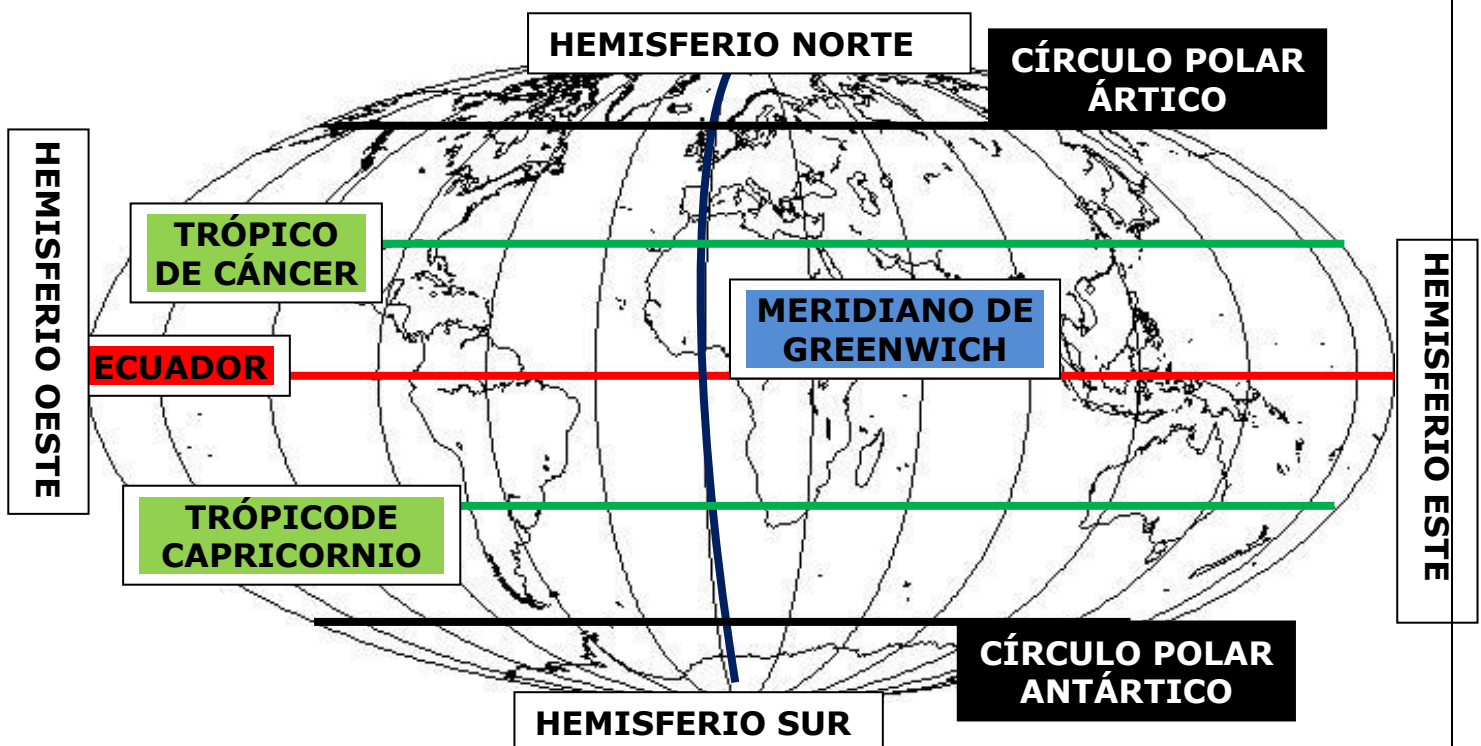 HEMISFERIO NORTE
CÍRCULO POLAR
ÁRTICO
HEMISFERIO OESTE
TRÓPICO
DE CÁNCER
HEMISFERIO ESTE
MERIDIANO DE
GREENWICH
ECUADOR
TRÓPICODE
CAPRICORNIO
CÍRCULO POLAR
ANTÁRTICO
HEMISFERIO SUR